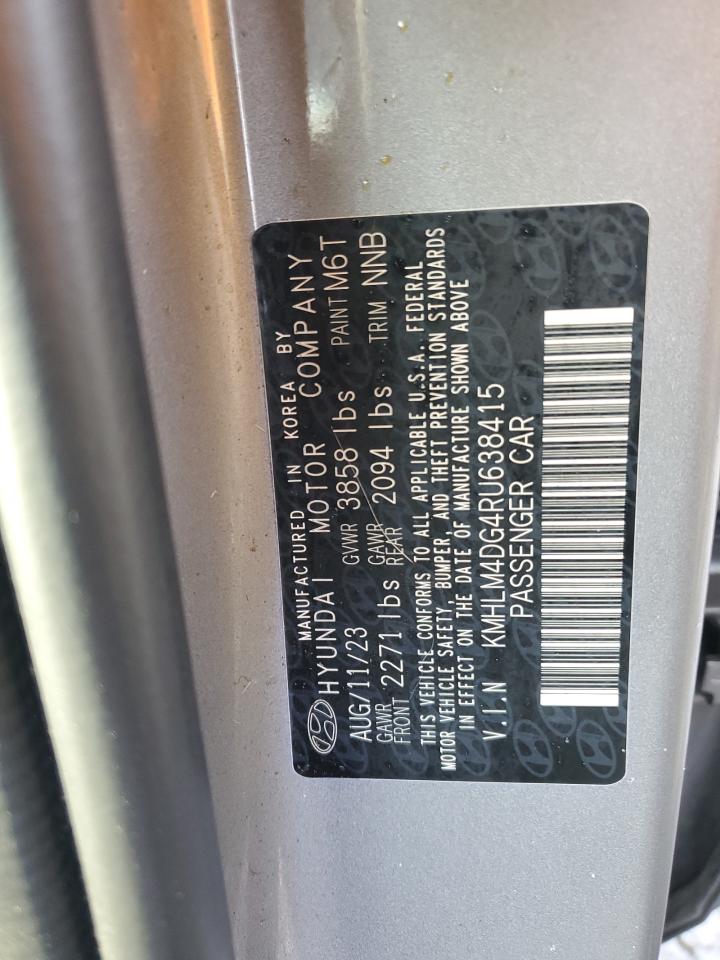 MANUFACTURED IN KOREA BY
HYUNDAI MOTOR COMPANY
AUG/11/23 GVWR 3858 lbs PAINT M6T
GAWR FRONT 2271 lbs GAWR REAR 2094 lbs TRIM NNB
THIS VEHICLE CONFORMS TO ALL APPLICABLE U.S.A. FEDERAL
MOTOR VEHICLE SAFETY, BUMPER, AND THEFT PREVENTION STANDARDS
IN EFFECT ON THE DATE OF MANUFACTURE SHOWN ABOVE
V.I.N KMHLM4DG4RU638415
PASSENGER CAR